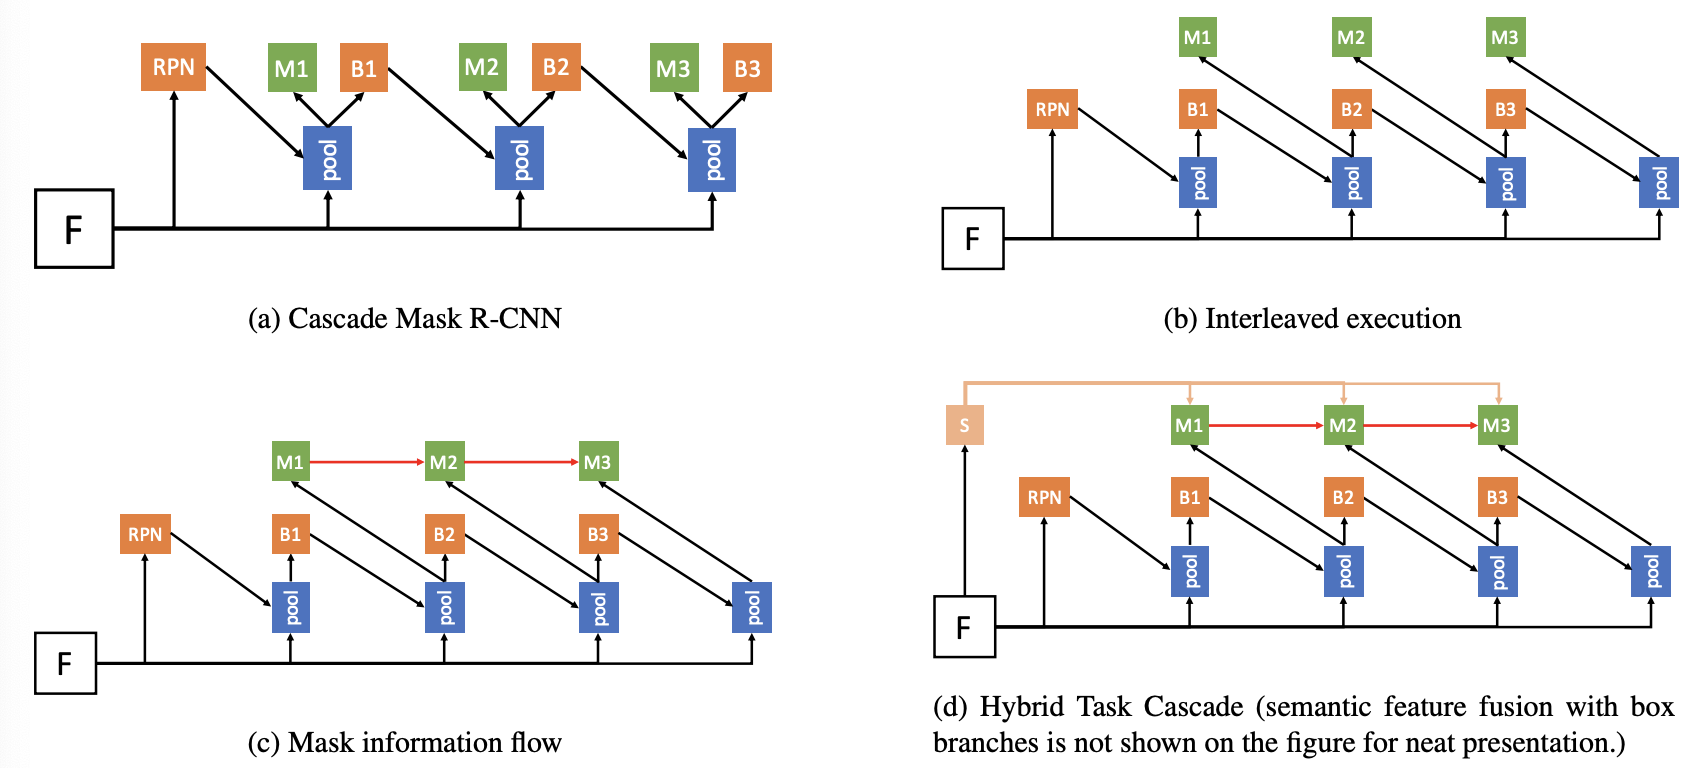 RPN M1 B1 M2 B2 M3 B3
pool pool pool
F
(a) Cascade Mask R-CNN
M1 M2 M3
RPN B1 B2 B3
pool pool pool pool
F
(b) Interleaved execution
M1 M2 M3
RPN B1 B2 B3
pool pool pool pool
F
(c) Mask information flow
S M1 M2 M3
RPN B1 B2 B3
pool pool pool pool
F
(d) Hybrid Task Cascade (semantic feature fusion with box
branches is not shown on the figure for neat presentation.)